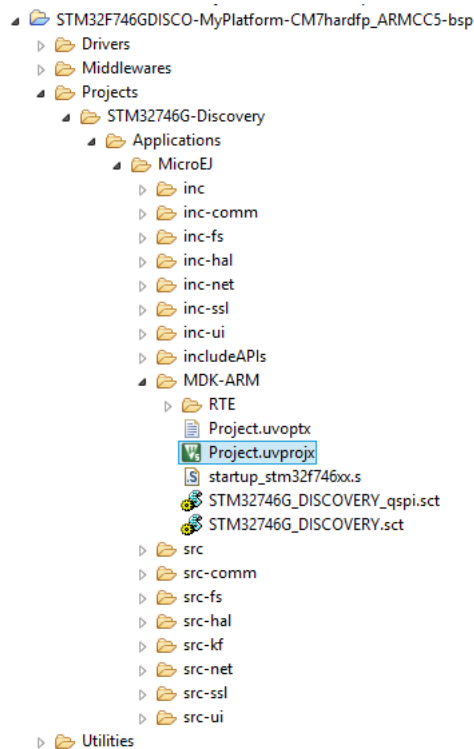 STM32F746GDISCO-MyPlatform-CM7hardfp_ARMCC5-bsp
Drivers
Middlewares
Projects
STM32746G-Discovery
Applications
MicroEJ
inc
inc-comm
inc-fs
inc-hal
inc-net
inc-ssl
inc-ui
includeAPIs
MDK-ARM
RTE
Project.uvoptx
Project.uvprojx
startup_stm32f746xx.s
STM32746G_DISCOVERY_qspi.sct
STM32746G_DISCOVERY.sct
src
src-comm
src-fs
src-hal
src-kf
src-net
src-ssl
src-ui
Utilities